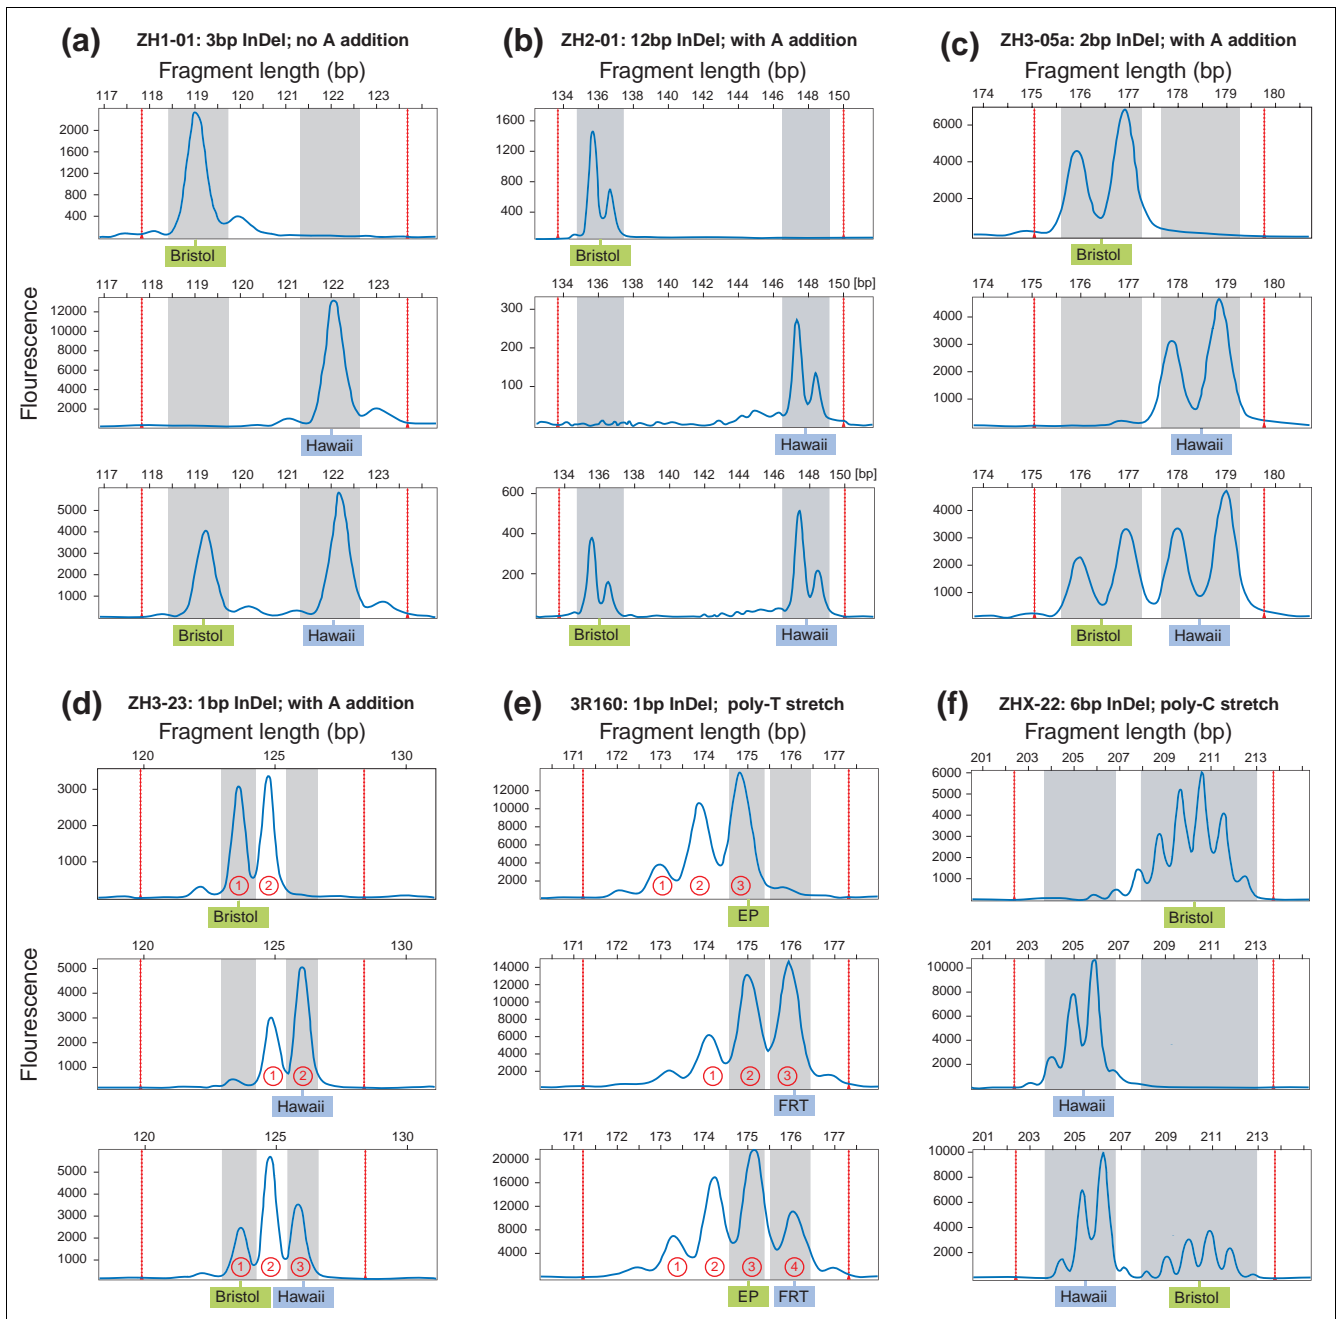 (a) ZH1-01: 3bp InDel; no A addition
Fragment length (bp)
117 118 119 120 121 122 123
2000
1600
1200
800
400
Bristol
117 118 119 120 121 122 123
12000
10000
8000
6000
4000
2000
Hawaii
117 118 119 120 121 122 123
5000
4000
3000
2000
1000
Bristol Hawaii
Flourescence
(b) ZH2-01: 12bp InDel; with A addition
Fragment length (bp)
134 136 138 140 142 144 146 148 150
1600
1200
800
400
Bristol
134 136 138 140 142 144 146 148 150 [bp]
300
200
100
Hawaii
134 136 138 140 142 144 146 148 150 [bp]
600
400
200
Bristol Hawaii
(c) ZH3-05a: 2bp InDel; with A addition
Fragment length (bp)
174 175 176 177 178 179 180
6000
4000
2000
Bristol
174 175 176 177 178 179 180
4000
3000
2000
1000
Hawaii
174 175 176 177 178 179 180
4000
3000
2000
1000
Bristol Hawaii
(d) ZH3-23: 1bp InDel; with A addition
Fragment length (bp)
120 125 130
3000
2000
1000
1 2
Bristol
120 125 130
5000
4000
3000
2000
1000
1 2
Hawaii
120 125 130
5000
4000
3000
2000
1000
1 2 3
Bristol Hawaii
Flourescence
(e) 3R160: 1bp InDel; poly-T stretch
Fragment length (bp)
171 172 173 174 175 176 177
12000
10000
8000
6000
4000
2000
1 2 3
EP
171 172 173 174 175 176 177
14000
12000
10000
8000
6000
4000
2000
1 2 3
FRT
171 172 173 174 175 176 177
20000
16000
12000
8000
4000
1 2 3 4
EP FRT
(f) ZHX-22: 6bp InDel; poly-C stretch
Fragment length (bp)
201 203 205 207 209 211 213
6000
5000
4000
3000
2000
1000
Bristol
201 203 205 207 209 211 213
10000
8000
6000
4000
2000
Hawaii
201 203 205 207 209 211 213
10000
8000
6000
4000
2000
Hawaii Bristol